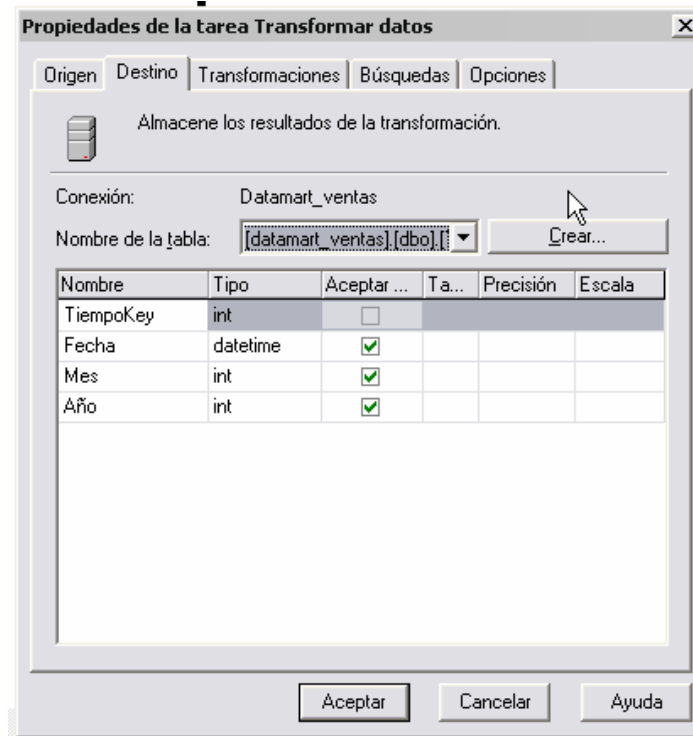 Propiedades de la tarea Transformar datos
Origen Destino Transformaciones Búsquedas Opciones
Almacene los resultados de la transformación.
Conexión: Datamart_ventas
Nombre de la tabla: [datamart_ventas].[dbo].[ Crear...
Nombre Tipo Aceptar ... Ta... Precisión Escala
TiempoKey int
Fecha datetime
Mes int
Año int
Aceptar Cancelar Ayuda